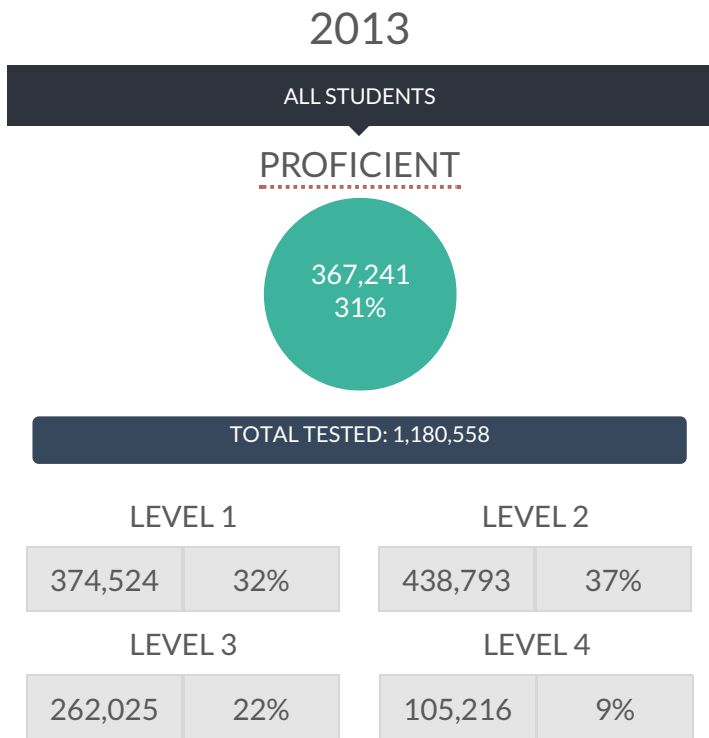 2013
ALL STUDENTS
PROFICIENT
367,241
31%
TOTAL TESTED: 1,180,558
LEVEL 1 LEVEL 2
374,524 32% 438,793 37%
LEVEL 3 LEVEL 4
262,025 22% 105,216 9%